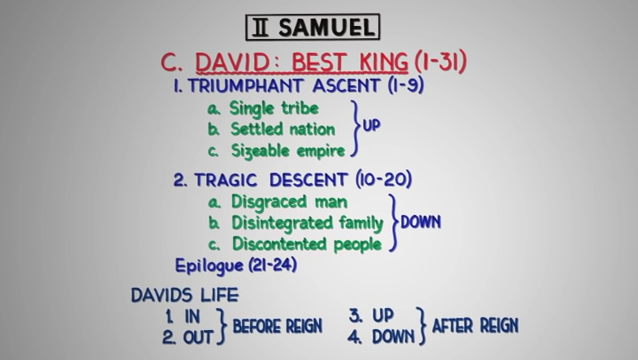 II SAMUEL
C. DAVID: BEST KING (1-31)
1. TRIUMPHANT ASCENT (1-9)
a. Single tribe
b. Settled nation
c. Sizeable empire
UP
2. TRAGIC DESCENT (10-20)
a. Disgraced man
b. Disintegrated family
c. Discontented people
DOWN
Epilogue (21-24)
DAVIDS LIFE
1. IN
2. OUT
BEFORE REIGN
3. UP
4. DOWN
AFTER REIGN